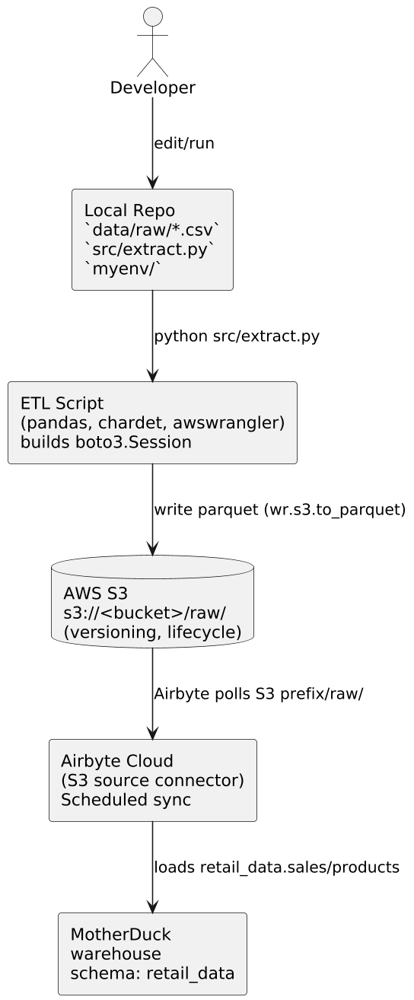 Developer
edit/run
Local Repo
`data/raw/*.csv`
`src/extract.py`
`myenv/`
python src/extract.py
ETL Script
(pandas, chardet, awswrangler)
builds boto3.Session
write parquet (wr.s3.to_parquet)
AWS S3
s3://<bucket>/raw/
(versioning, lifecycle)
Airbyte polls S3 prefix/raw/
Airbyte Cloud
(S3 source connector)
Scheduled sync
loads retail_data.sales/products
MotherDuck
warehouse
schema: retail_data